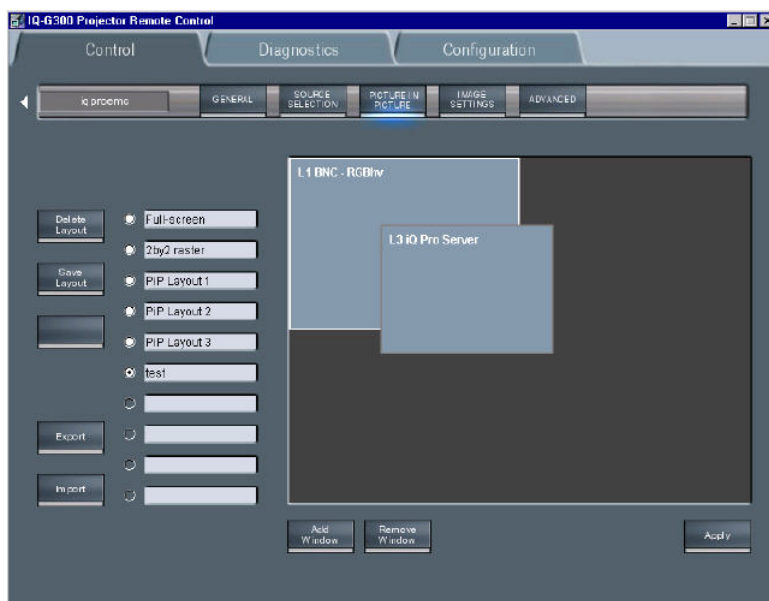 IQ-G300 Projector Remote Control
Control
Diagnostics
Configuration
iq proemc
GENERAL
SOURCE
SELECTION
PICTURE IN
PICTURE
IMAGE
SETTINGS
ADVANCED
L1 BNC - RGBhv
L3 iQ Pro Server
Delete
Layout
Full-screen
2by2 raster
Save
Layout
PiP Layout 1
PiP Layout 2
PiP Layout 3
test
Export
Import
Add
Window
Remove
Window
Apply